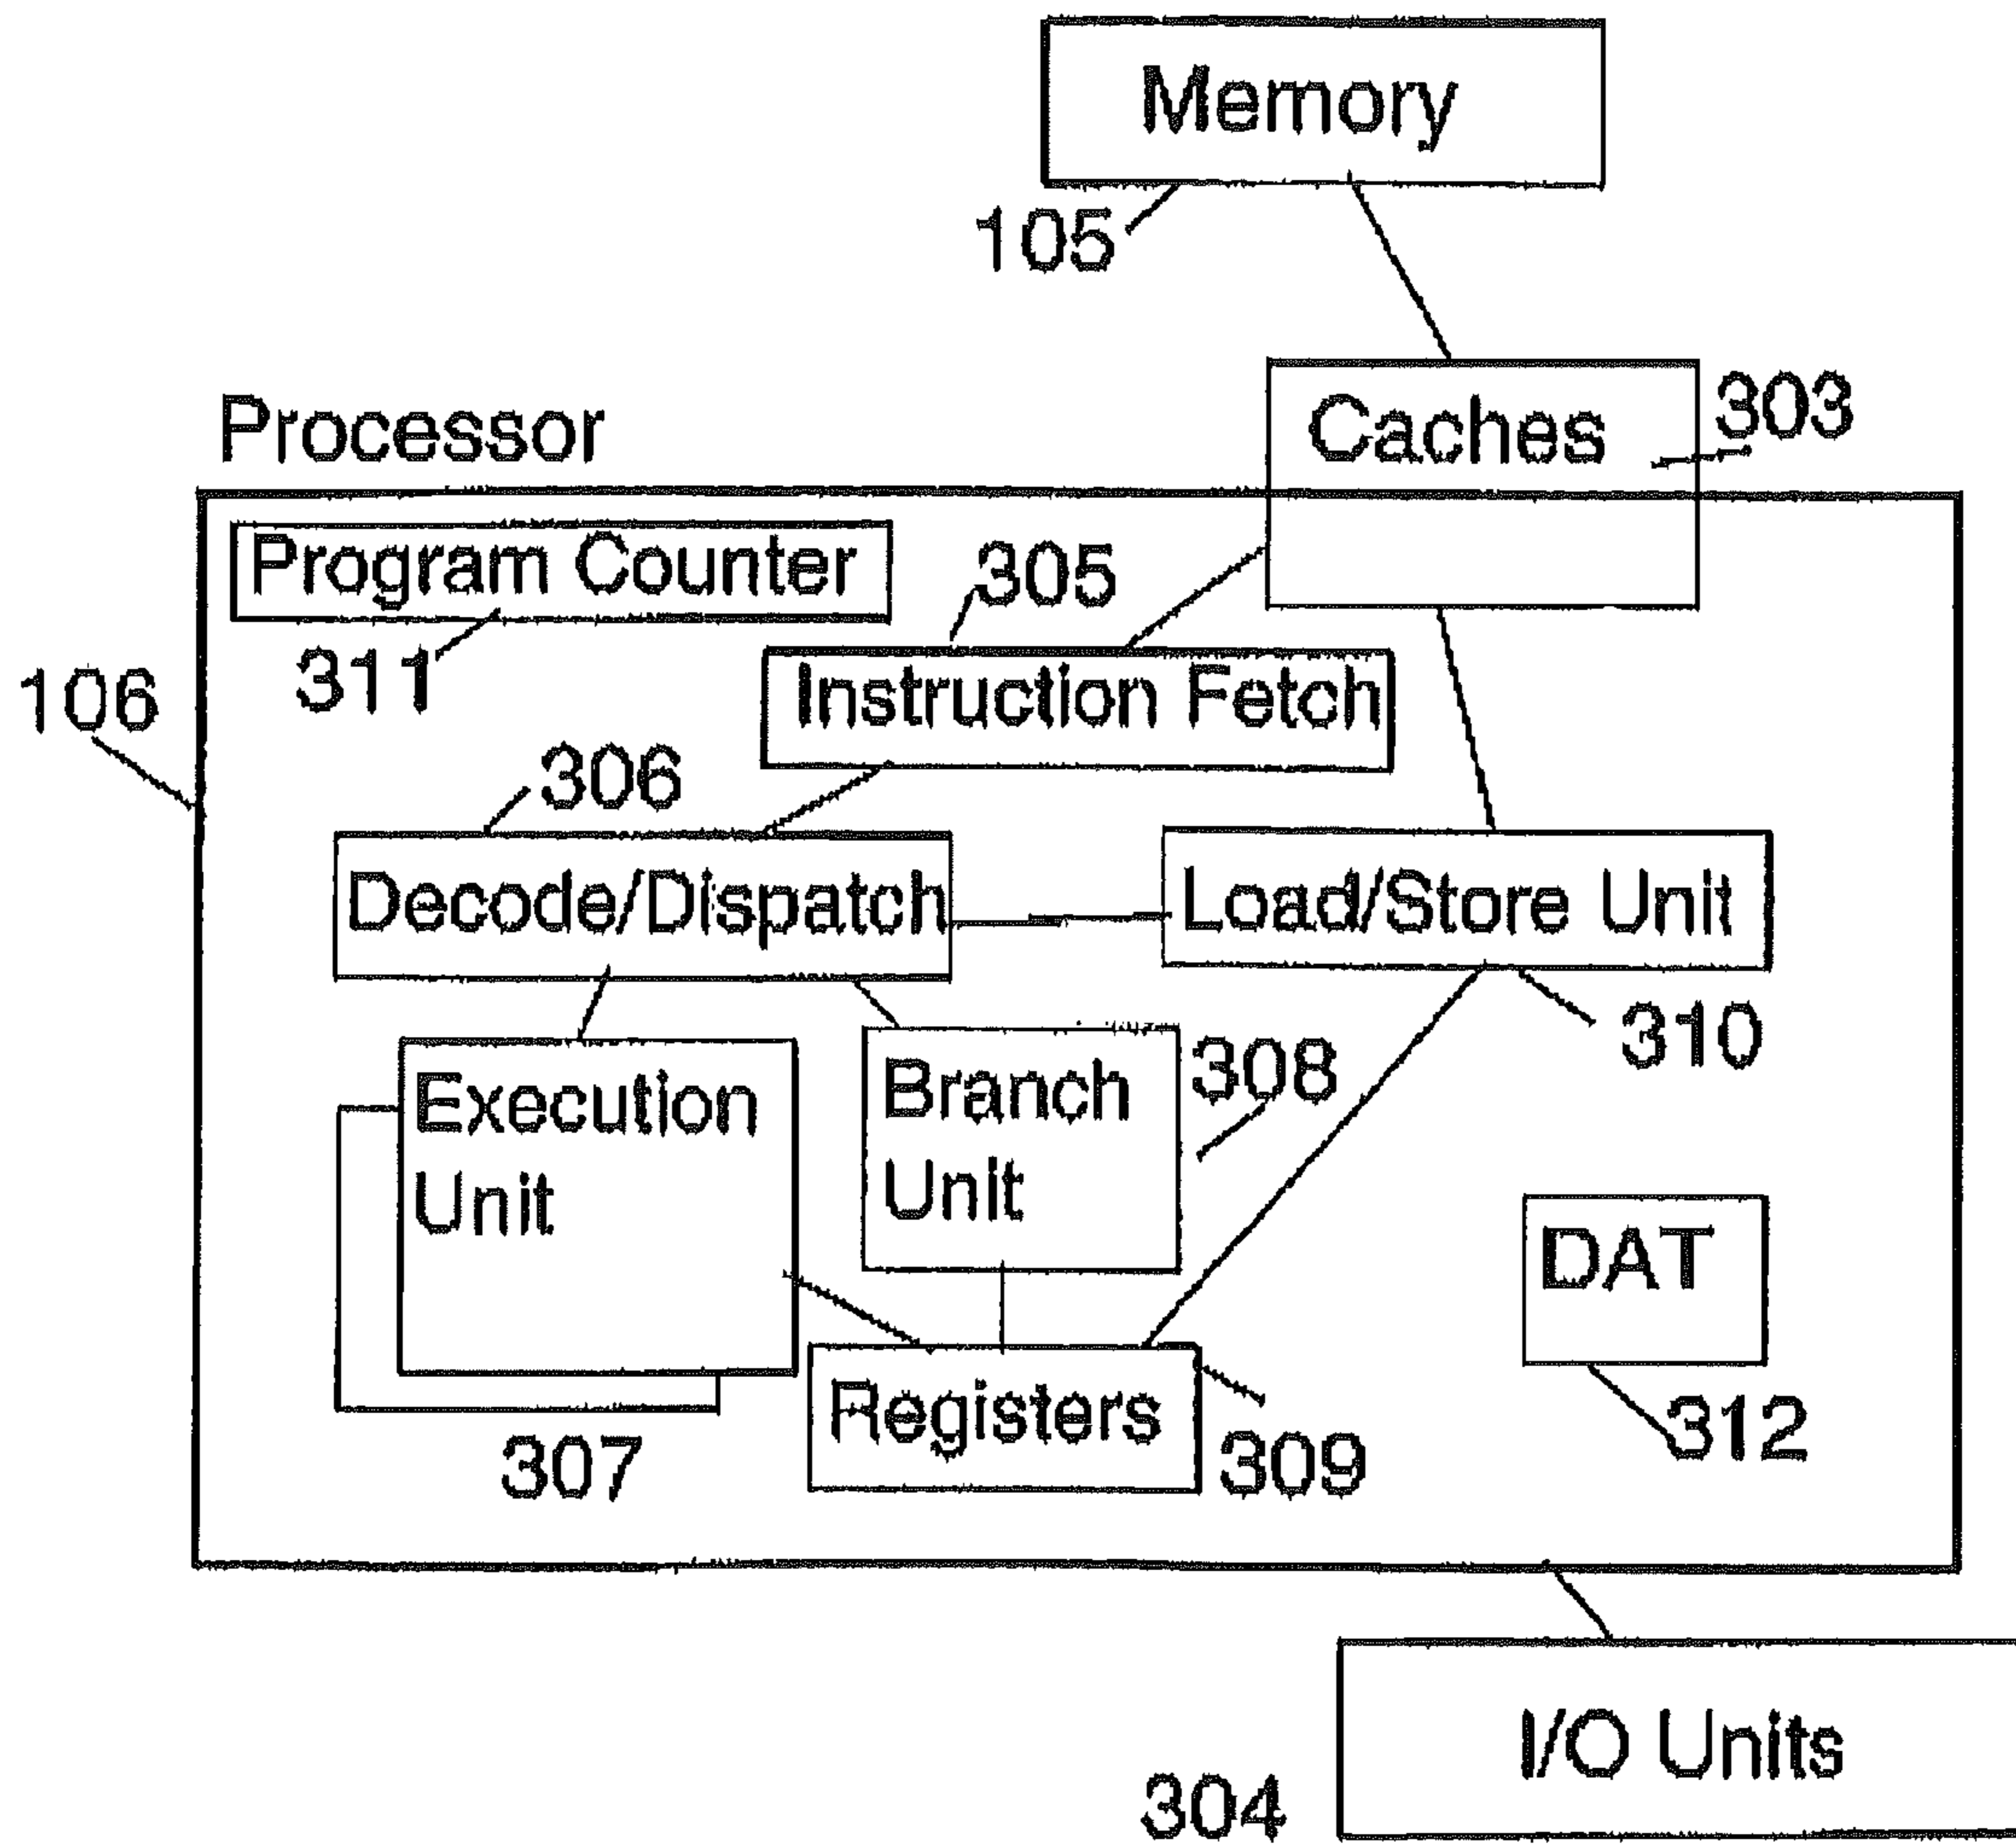 Memory
105
Caches
303
Processor
Program Counter
305
311
Instruction Fetch
106
306
Decode/Dispatch
Load/Store Unit
310
Execution
Unit
Branch
Unit
308
DAT
Registers
309
312
307
I/O Units
304